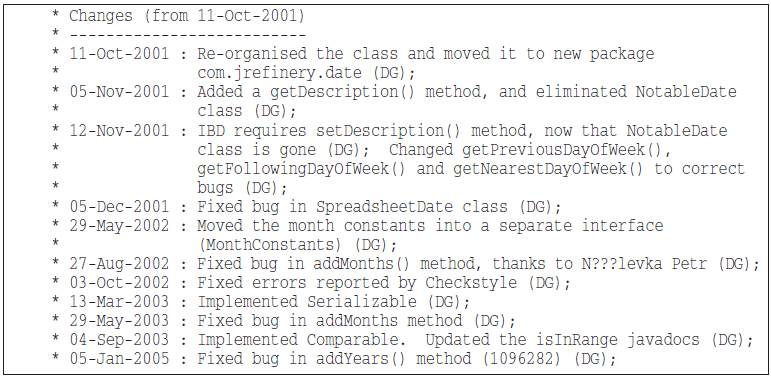 * Changes (from 11-Oct-2001)
* --------------------------
* 11-Oct-2001 : Re-organised the class and moved it to new package
*               com.jrefinery.date (DG);
* 05-Nov-2001 : Added a getDescription() method, and eliminated NotableDate
*               class (DG);
* 12-Nov-2001 : IBD requires setDescription() method, now that NotableDate
*               class is gone (DG);  Changed getPreviousDayOfWeek(),
*               getFollowingDayOfWeek() and getNearestDayOfWeek() to correct
*               bugs (DG);
* 05-Dec-2001 : Fixed bug in SpreadsheetDate class (DG);
* 29-May-2002 : Moved the month constants into a separate interface
*               (MonthConstants) (DG);
* 27-Aug-2002 : Fixed bug in addMonths() method, thanks to N???levka Petr (DG);
* 03-Oct-2002 : Fixed errors reported by Checkstyle (DG);
* 13-Mar-2003 : Implemented Serializable (DG);
* 29-May-2003 : Fixed bug in addMonths method (DG);
* 04-Sep-2003 : Implemented Comparable.  Updated the isInRange javadocs (DG);
* 05-Jan-2005 : Fixed bug in addYears() method (1096282) (DG);